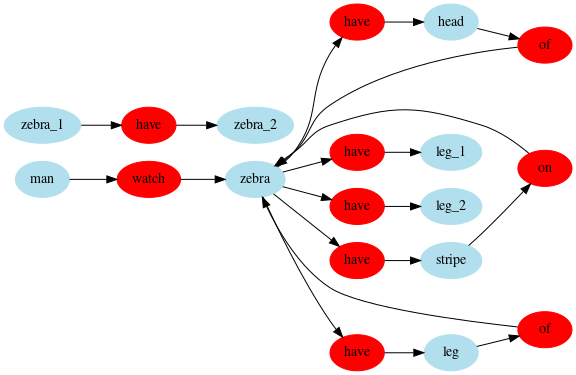 have
head
of
zebra_1
have
zebra_2
have
leg_1
on
man
watch
zebra
have
leg_2
have
stripe
of
have
leg